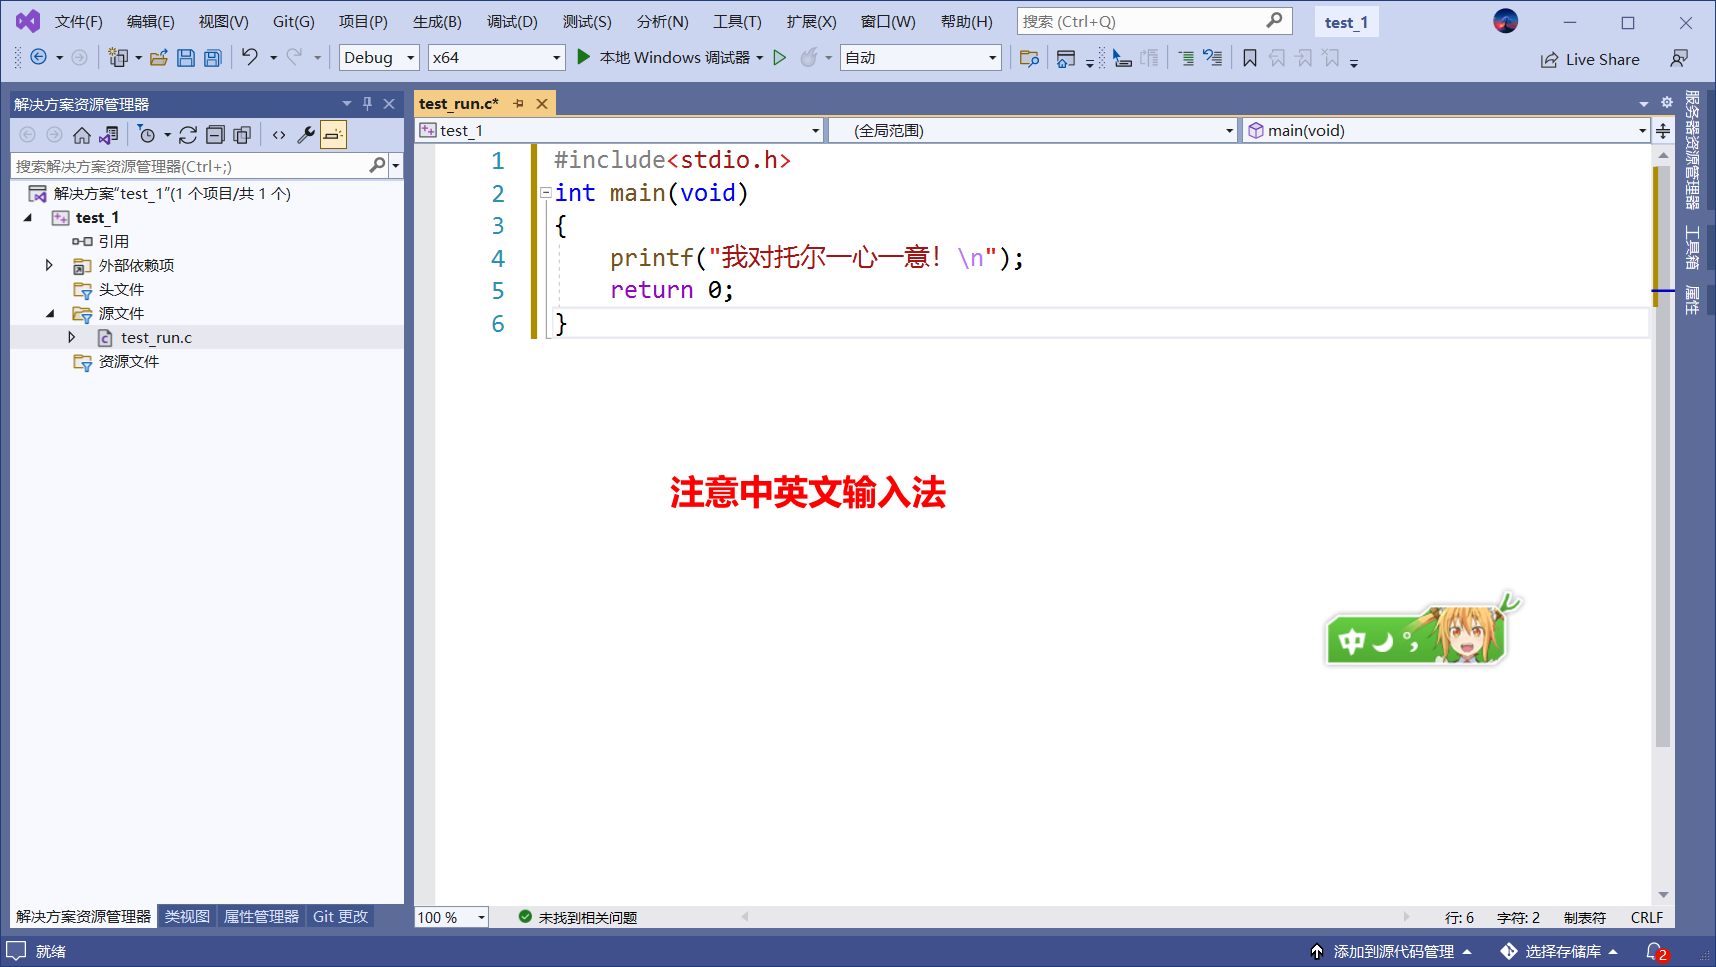 文件(F) 编辑(E) 视图(V) Git(G) 项目(P) 生成(B) 调试(D) 测试(S) 分析(N) 工具(T) 扩展(X) 窗口(W) 帮助(H) 搜索 (Ctrl+Q) test_1
Debug x64 本地 Windows 调试器 自动 Live Share
解决方案资源管理器
搜索解决方案资源管理器(Ctrl+;)
解决方案"test_1"(1 个项目/共 1 个)
test_1
引用
外部依赖项
头文件
源文件
test_run.c
资源文件
解决方案资源管理器 类视图 属性管理器 Git 更改
test_run.c*
test_1 (全局范围) main(void)
1 #include<stdio.h>
2 int main(void)
3 {
4 printf("我对托尔一心一意！\n");
5 return 0;
6 }
注意中英文输入法
中
服务器资源管理器
工具箱
属性
100 % 未找到相关问题 行: 6 字符: 2 制表符 CRLF
就绪 添加到源代码管理 选择存储库 2